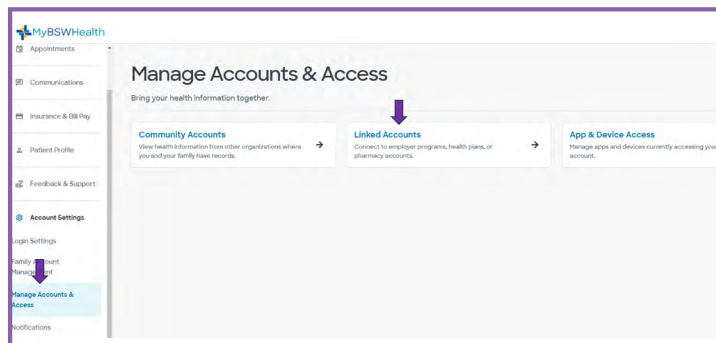 MyBSWHealth
Appointments
Communications
Insurance & Bill Pay
Patient Profile
Feedback & Support
Account Settings
Login Settings
Family Account
Management
Manage Accounts &
Access
Notifications
Manage Accounts & Access
Bring your health information together.
Community Accounts
View health information from other organizations where
you and your family have records.
Linked Accounts
Connect to employer programs, health plans, or
pharmacy accounts.
App & Device Access
Manage apps and devices currently accessing you
account.